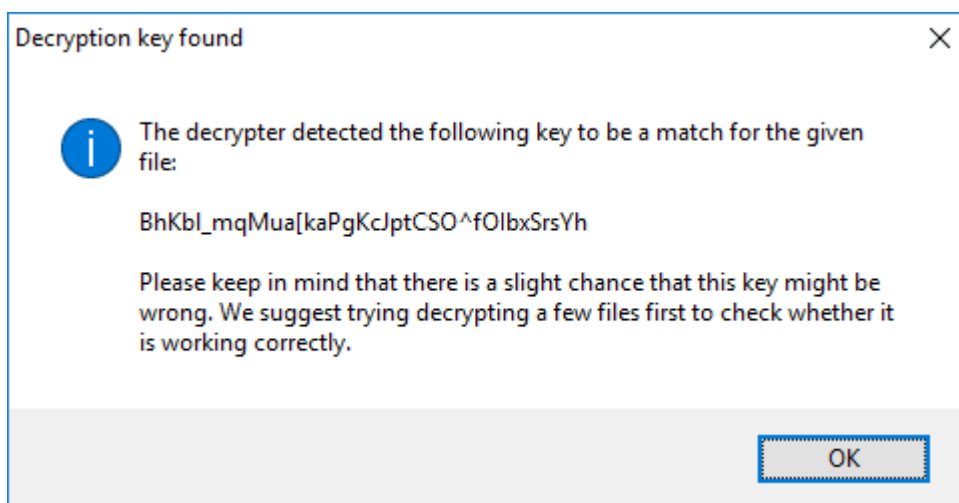 Decryption key found
The decrypter detected the following key to be a match for the given
file:
BhKbI_mqMua[kaPgKcJptCSO^fOIbxSrsYh
Please keep in mind that there is a slight chance that this key might be
wrong. We suggest trying decrypting a few files first to check whether it
is working correctly.
OK